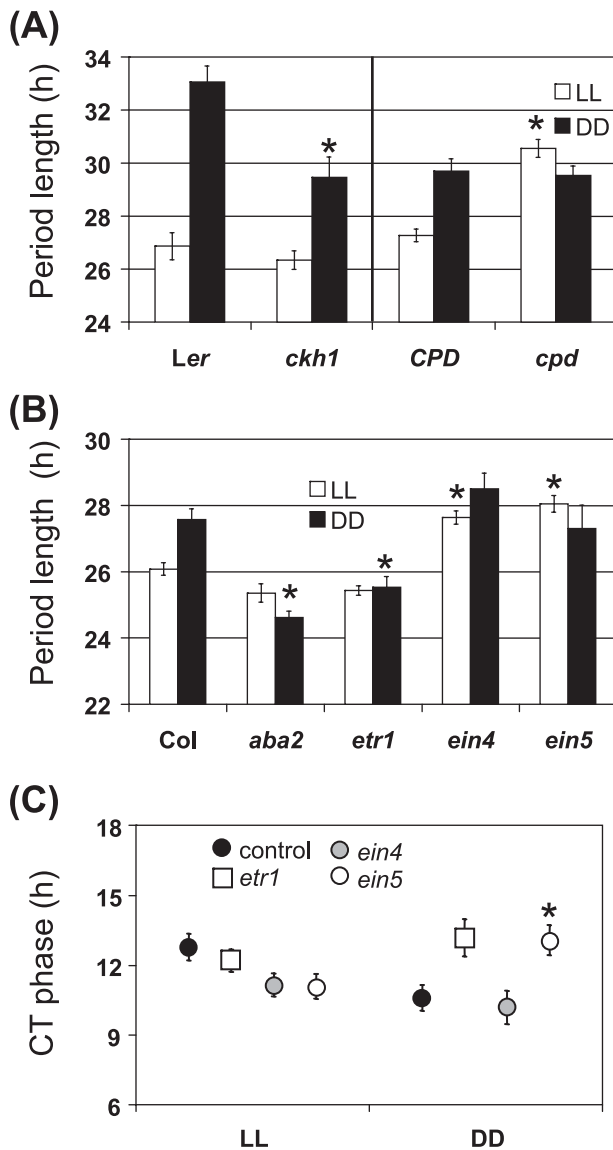 (A)
Period length (h)
34
32
30
28
26
24
LL
DD
*
*
Ler
ckh1
CPD
cpd
(B)
Period length (h)
30
28
26
24
22
LL
DD
*
*
*
*
Col
aba2
etr1
ein4
ein5
(C)
CT phase (h)
18
15
12
9
6
control
ein4
etr1
ein5
*
LL
DD